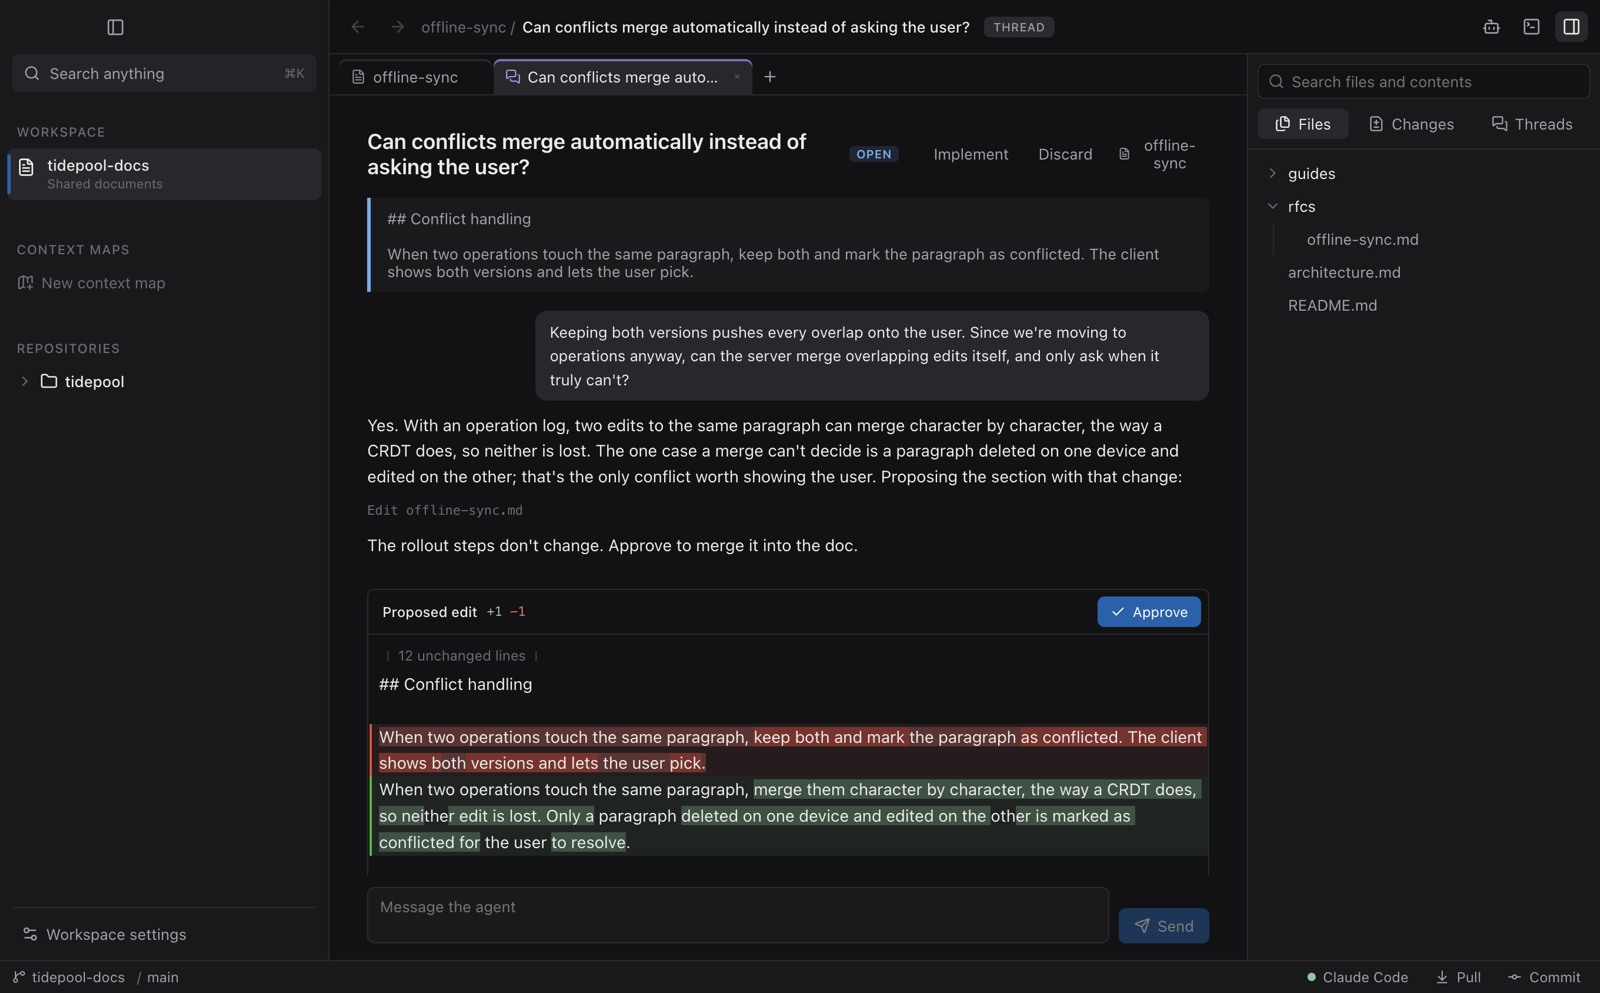 Search anything
⌘K
WORKSPACE
tidepool-docs
Shared documents
CONTEXT MAPS
New context map
REPOSITORIES
tidepool
Workspace settings
offline-sync / Can conflicts merge automatically instead of asking the user?
THREAD
offline-sync
Can conflicts merge auto...
×
+
Can conflicts merge automatically instead of
asking the user?
OPEN
Implement
Discard
offline-
sync
## Conflict handling
When two operations touch the same paragraph, keep both and mark the paragraph as conflicted. The client
shows both versions and lets the user pick.
Keeping both versions pushes every overlap onto the user. Since we're moving to
operations anyway, can the server merge overlapping edits itself, and only ask when it
truly can't?
Yes. With an operation log, two edits to the same paragraph can merge character by character, the way a
CRDT does, so neither is lost. The one case a merge can't decide is a paragraph deleted on one device and
edited on the other; that's the only conflict worth showing the user. Proposing the section with that change:
Edit offline-sync.md
The rollout steps don't change. Approve to merge it into the doc.
Proposed edit +1 −1
Approve
12 unchanged lines
## Conflict handling
When two operations touch the same paragraph, keep both and mark the paragraph as conflicted. The client
shows both versions and lets the user pick.
When two operations touch the same paragraph, merge them character by character, the way a CRDT does,
so neither edit is lost. Only a paragraph deleted on one device and edited on the other is marked as
conflicted for the user to resolve.
Message the agent
Send
Search files and contents
Files
Changes
Threads
guides
rfcs
offline-sync.md
architecture.md
README.md
tidepool-docs / main
Claude Code
Pull
Commit